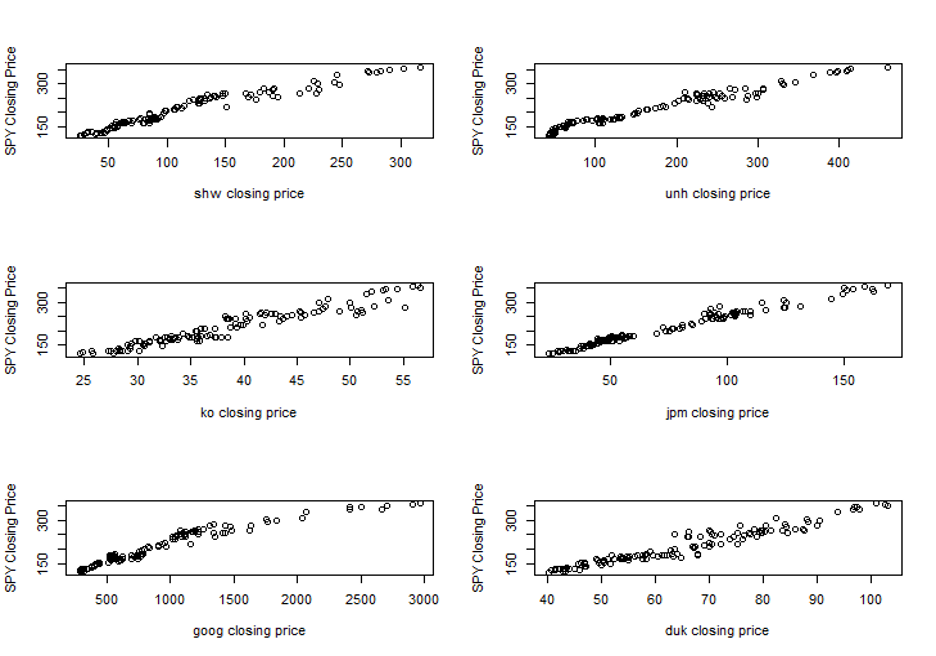 SPY Closing Price
300
150
50 100 150 200 250 300
shw closing price
SPY Closing Price
300
150
100 200 300 400
unh closing price
SPY Closing Price
300
150
25 30 35 40 45 50 55
ko closing price
SPY Closing Price
300
150
50 100 150
jpm closing price
SPY Closing Price
300
150
500 1000 1500 2000 2500 3000
goog closing price
SPY Closing Price
300
150
40 50 60 70 80 90 100
duk closing price